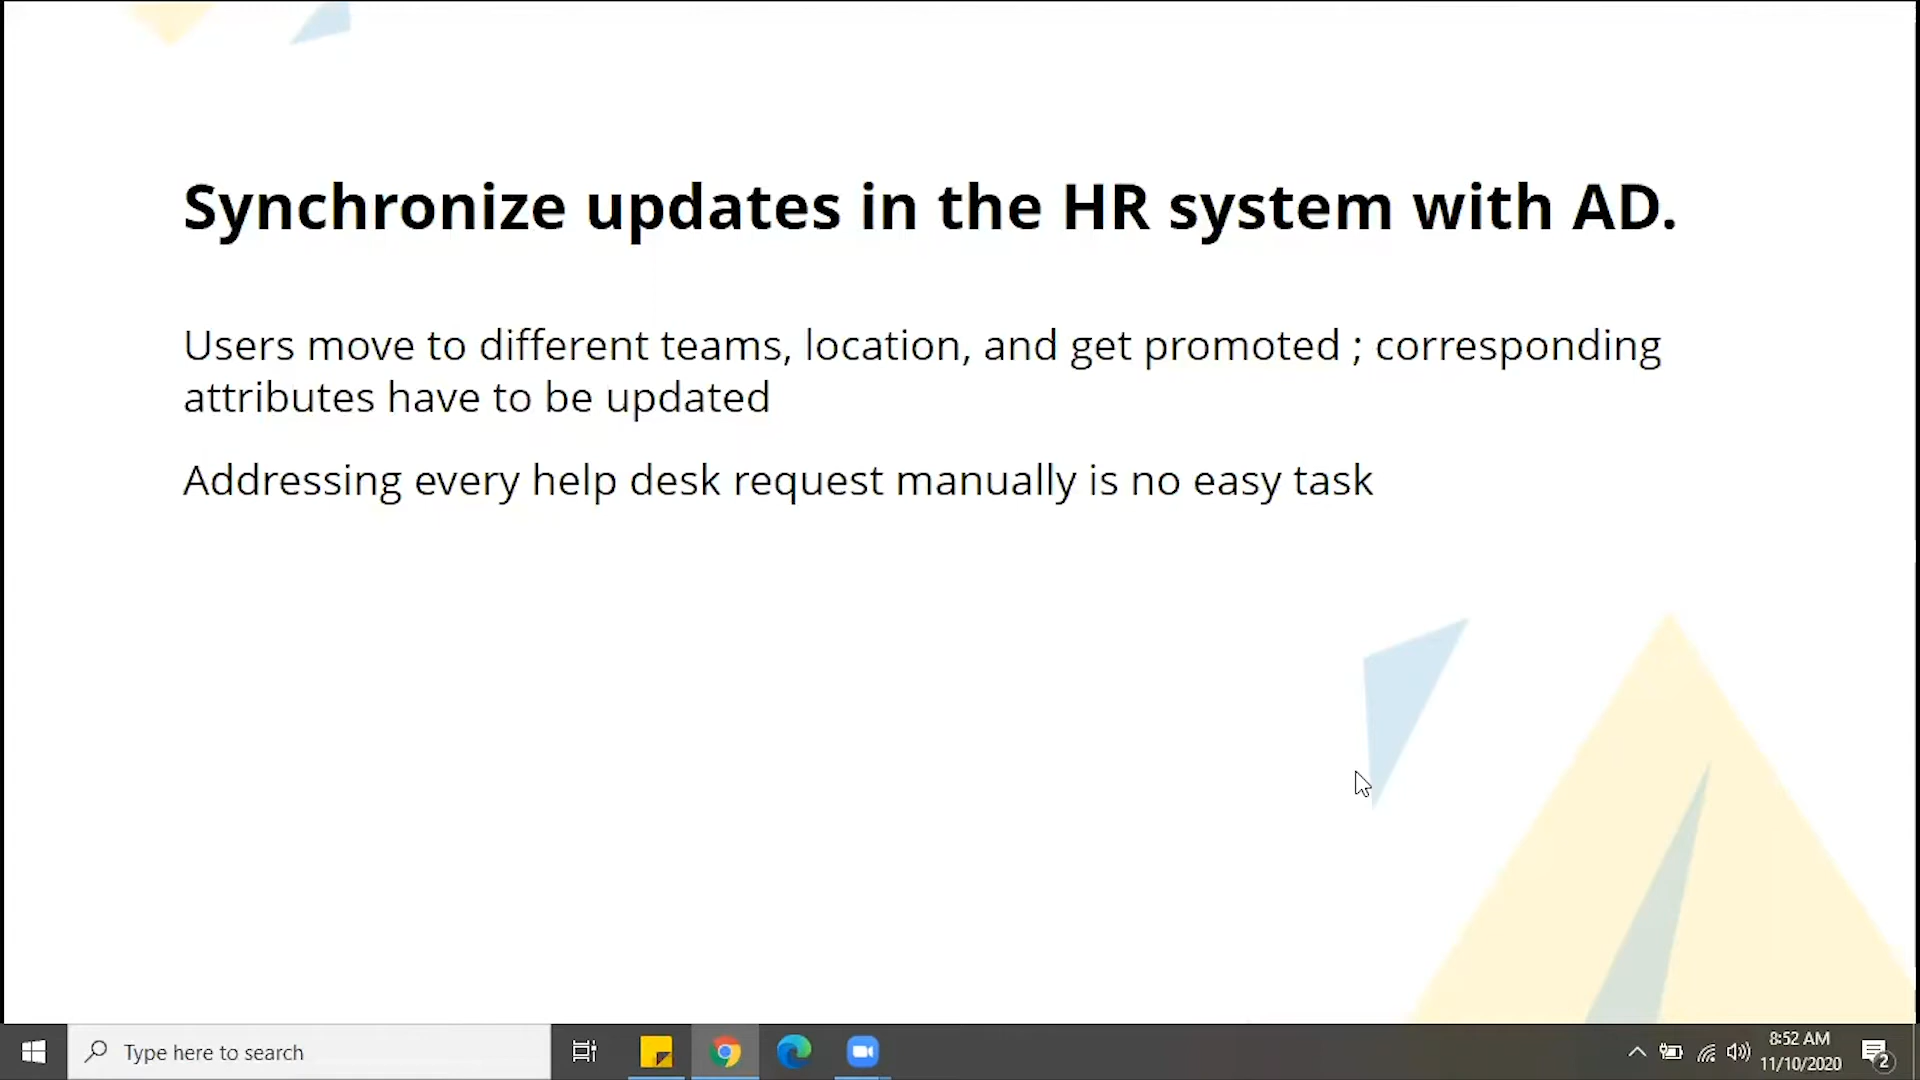 Synchronize updates in the HR system with AD.
Users move to different teams, location, and get promoted ; corresponding
attributes have to be updated
Addressing every help desk request manually is no easy task
Type here to search
8:52 AM
11/10/2020
2